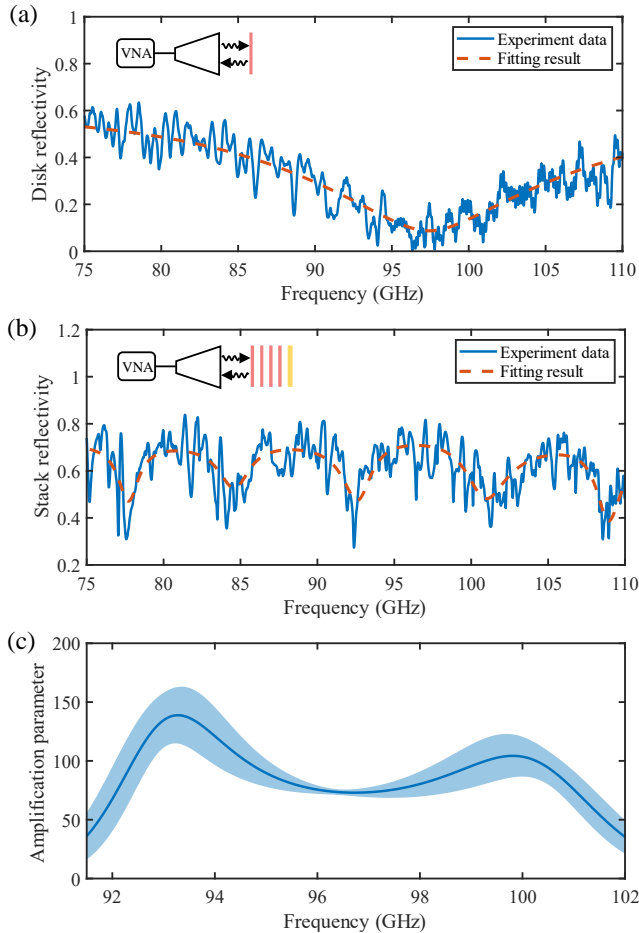 (a)
1
0.8
0.6
0.4
0.2
0
Disk reflectivity
VNA
Experiment data
Fitting result
75 80 85 90 95 100 105 110
Frequency (GHz)
(b)
1.2
1
0.8
0.6
0.4
0.2
Stack reflectivity
VNA
Experiment data
Fitting result
75 80 85 90 95 100 105 110
Frequency (GHz)
(c)
200
150
100
50
0
Amplification parameter
92 94 96 98 100 102
Frequency (GHz)